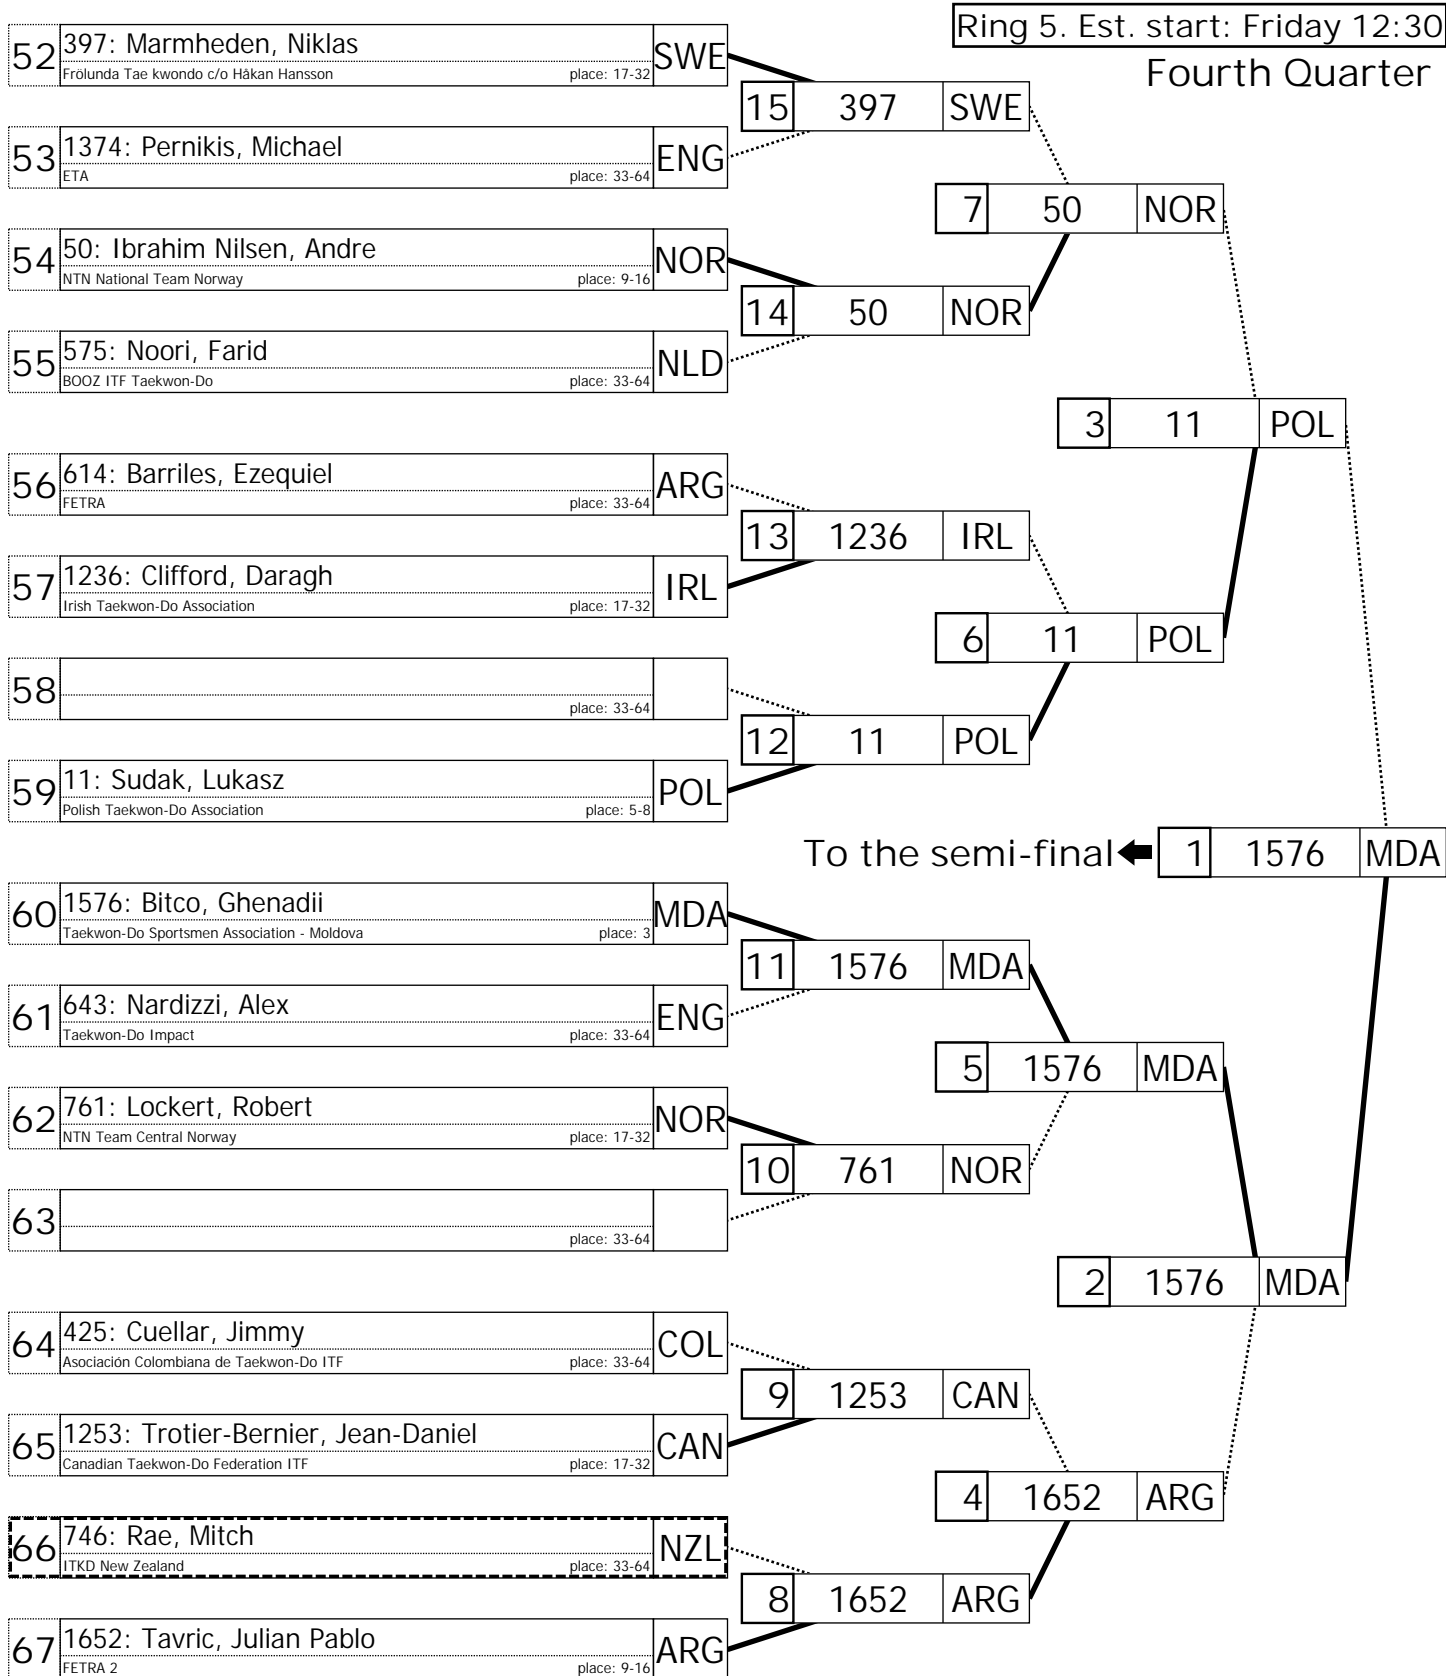 Ring 5. Est. start: Friday 12:30
Fourth Quarter
52 397: Marmheden, Niklas SWE
Frölunda Tae kwondo c/o Håkan Hansson place: 17-32
15 397 SWE
53 1374: Pernikis, Michael ENG
ETA place: 33-64
7 50 NOR
54 50: Ibrahim Nilsen, Andre NOR
NTN National Team Norway place: 9-16
14 50 NOR
55 575: Noori, Farid NLD
BOOZ ITF Taekwon-Do place: 33-64
3 11 POL
56 614: Barriles, Ezequiel ARG
FETRA place: 33-64
13 1236 IRL
57 1236: Clifford, Daragh IRL
Irish Taekwon-Do Association place: 17-32
6 11 POL
58
place: 33-64
12 11 POL
59 11: Sudak, Lukasz POL
Polish Taekwon-Do Association place: 5-8
To the semi-final 1 1576 MDA
60 1576: Bitco, Ghenadii MDA
Taekwon-Do Sportsmen Association - Moldova place: 3
11 1576 MDA
61 643: Nardizzi, Alex ENG
Taekwon-Do Impact place: 33-64
5 1576 MDA
62 761: Lockert, Robert NOR
NTN Team Central Norway place: 17-32
10 761 NOR
63
place: 33-64
2 1576 MDA
64 425: Cuellar, Jimmy COL
Asociación Colombiana de Taekwon-Do ITF place: 33-64
9 1253 CAN
65 1253: Trotier-Bernier, Jean-Daniel CAN
Canadian Taekwon-Do Federation ITF place: 17-32
4 1652 ARG
66 746: Rae, Mitch NZL
ITKD New Zealand place: 33-64
8 1652 ARG
67 1652: Tavric, Julian Pablo ARG
FETRA 2 place: 9-16